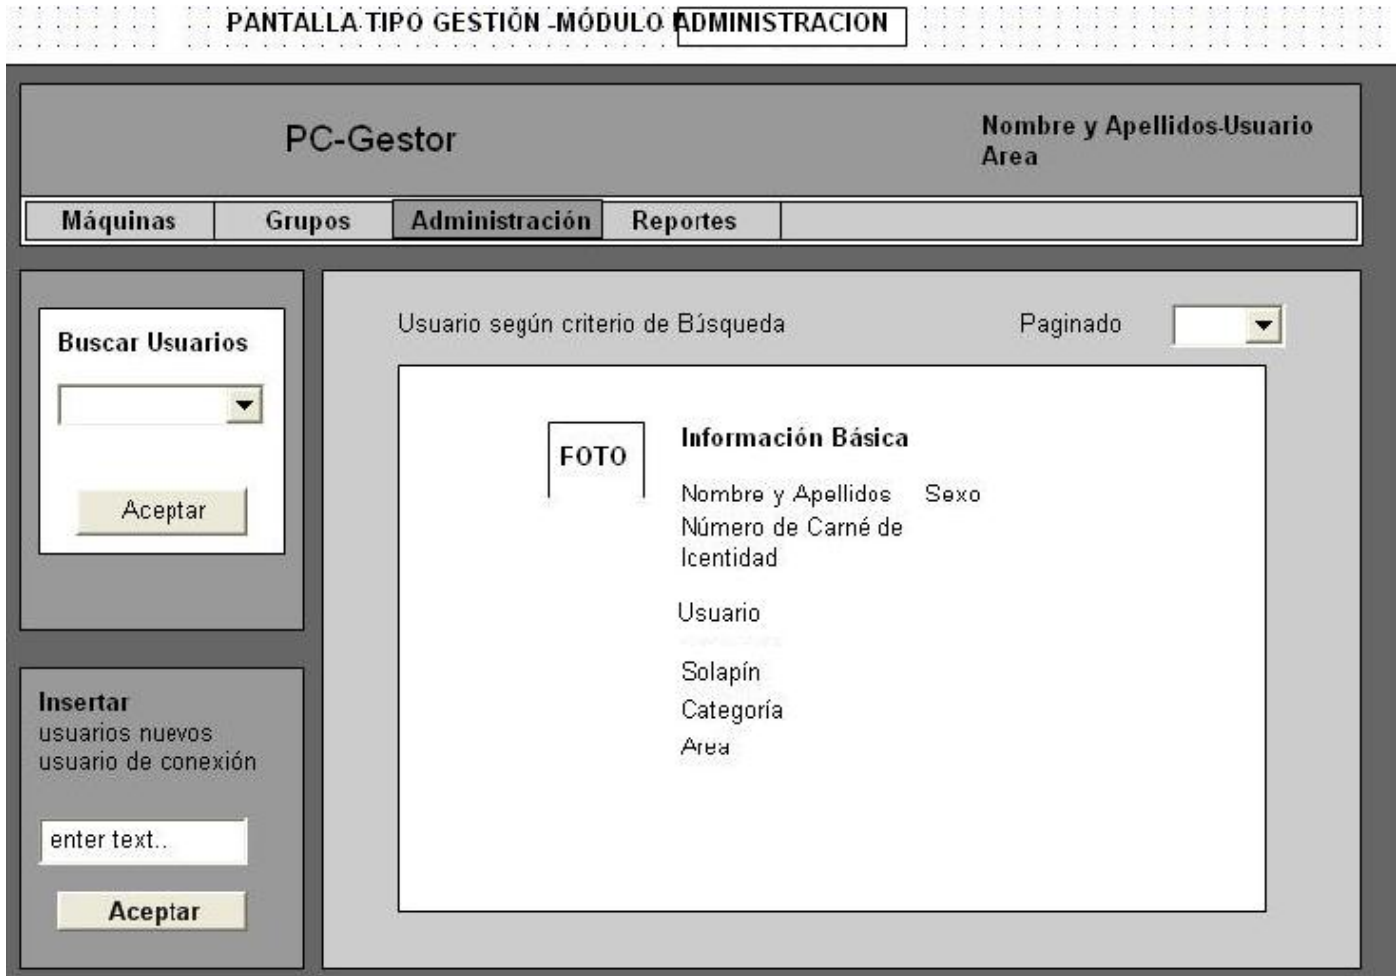 PANTALLA TIPO GESTIÓN -MÓDULO ADMINISTRACION
PC-Gestor
Nombre y Apellidos-Usuario
Area
Máquinas Grupos Administración Reportes
Buscar Usuarios
Aceptar
Insertar
usuarios nuevos
usuario de conexión
enter text..
Aceptar
Usuario según criterio de Búsqueda Paginado
FOTO
Información Básica
Nombre y Apellidos Sexo
Número de Carné de
Icentidad
Usuario
Solapín
Categoría
Area